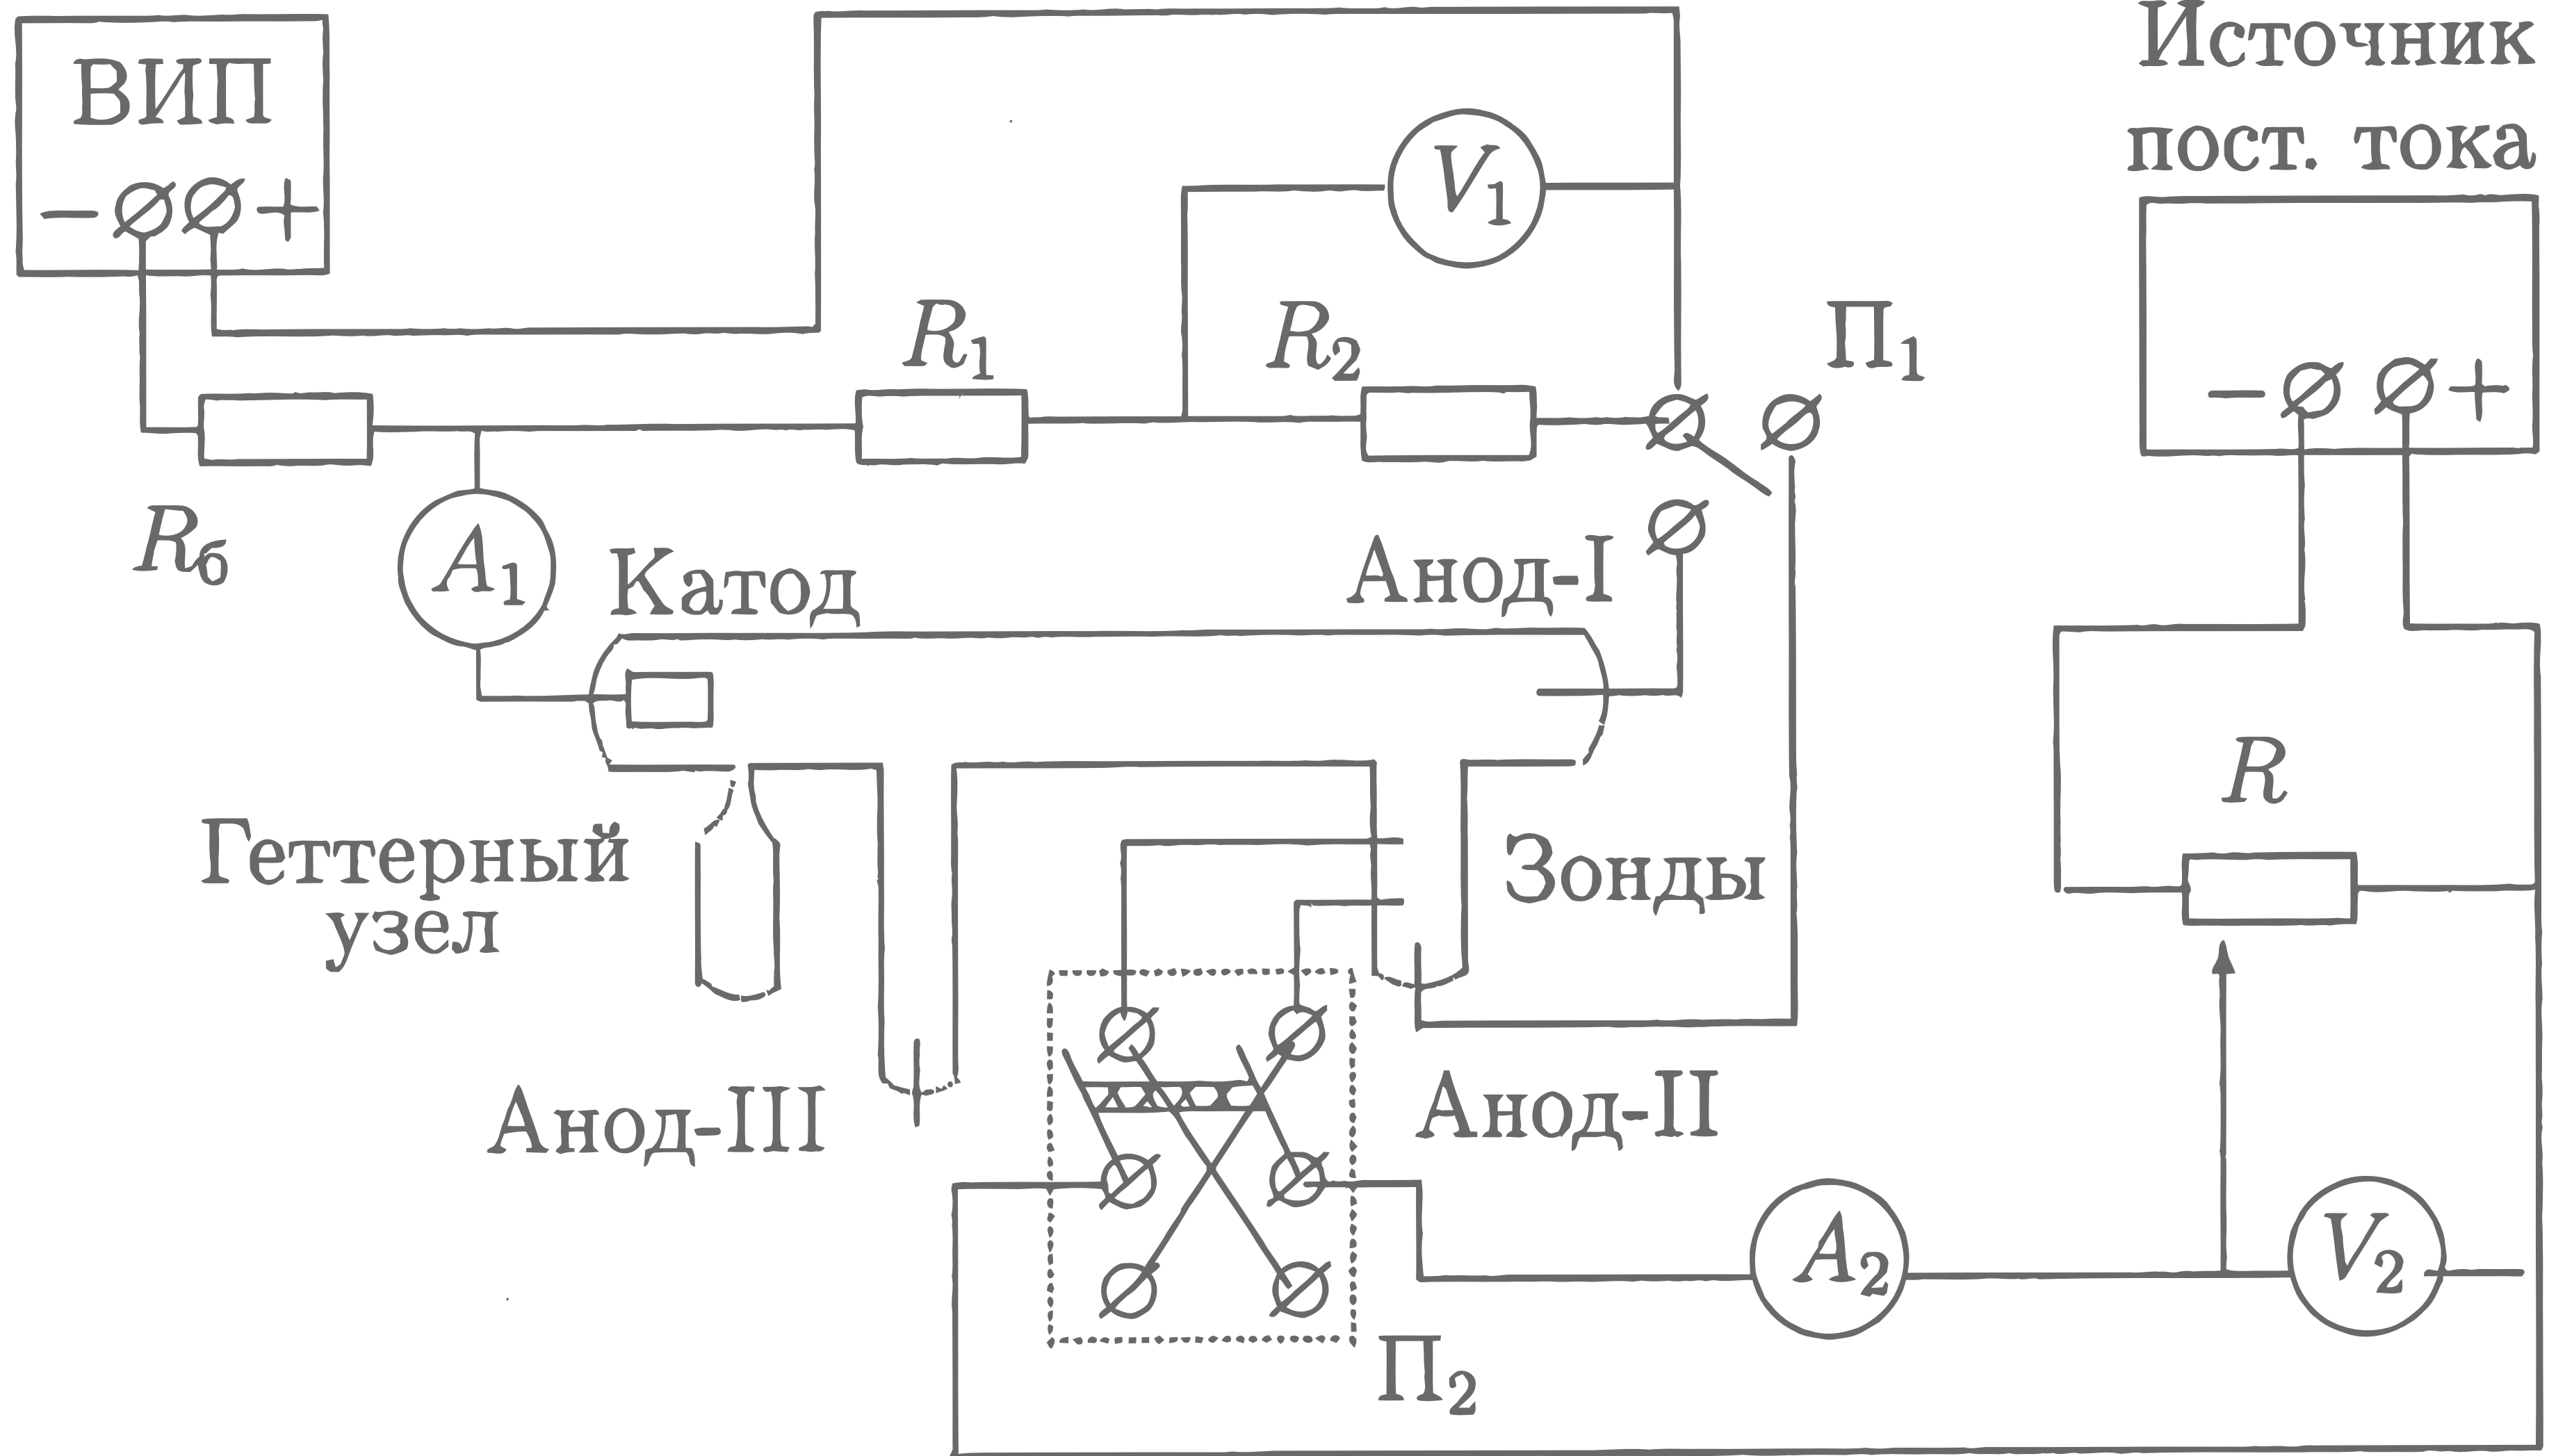 ВИП
- +
Источник
пост. тока
V₁
R₁
R₂
П₁
- +
R_б
A₁
Катод
Анод-I
R
Геттерный
узел
Зонды
Анод-III
Анод-II
A₂
V₂
П₂